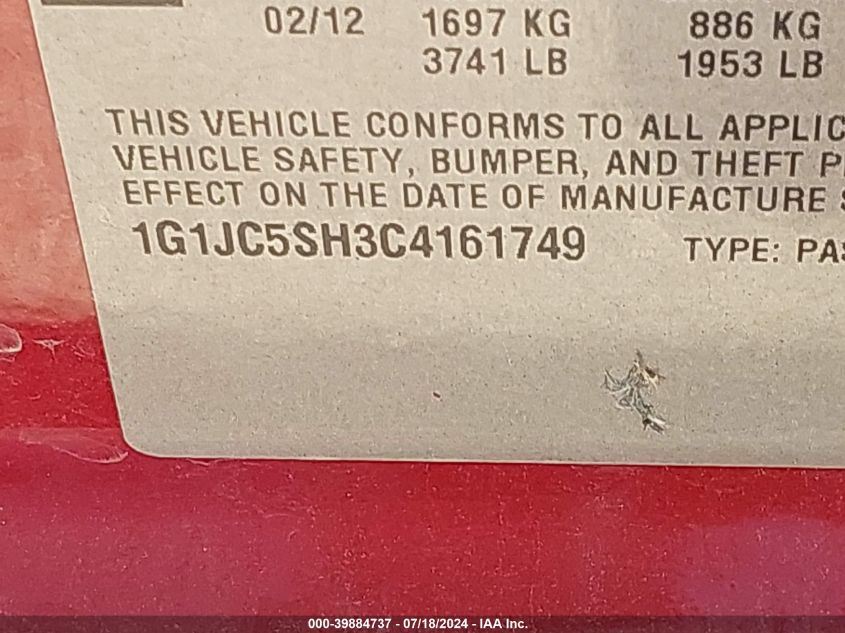 02/12 1697 KG 886 KG
3741 LB 1953 LB
THIS VEHICLE CONFORMS TO ALL APPLIC
VEHICLE SAFETY, BUMPER, AND THEFT P
EFFECT ON THE DATE OF MANUFACTURE S
1G1JC5SH3C4161749 TYPE: PAS
000-39884737 - 07/18/2024 - IAA Inc.